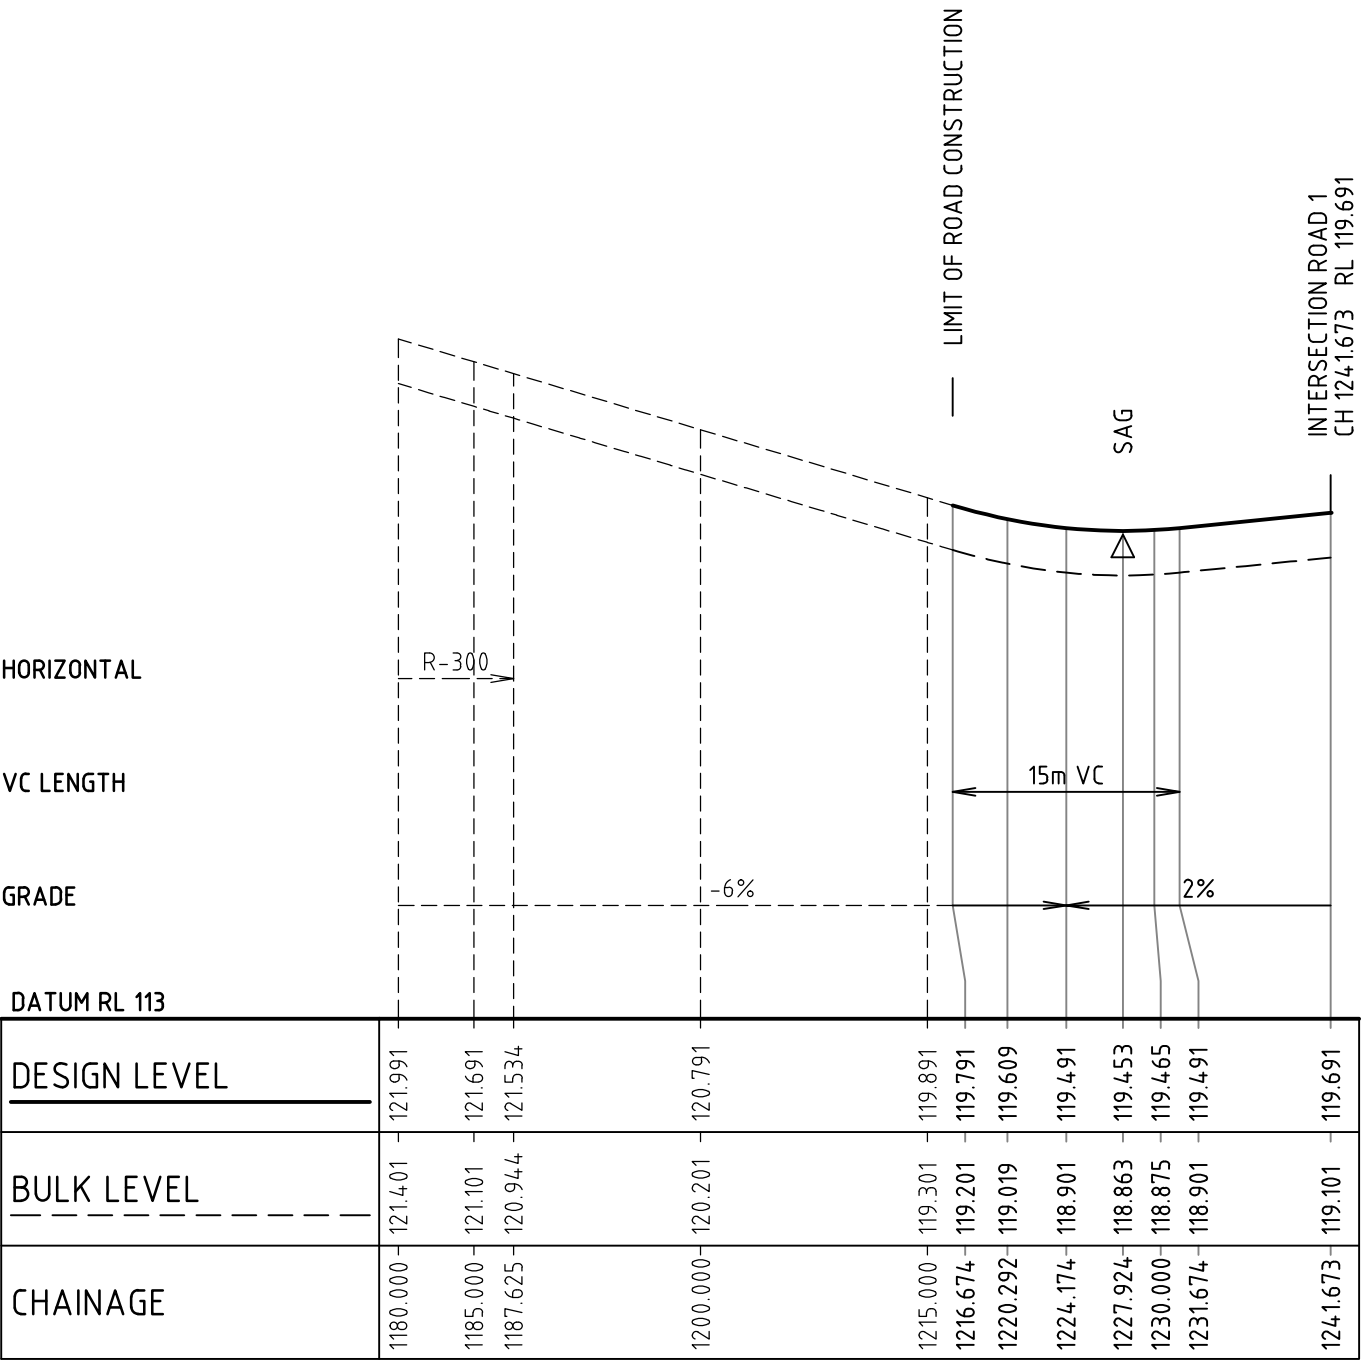 LIMIT OF ROAD CONSTRUCTION
INTERSECTION ROAD 1
CH 1241.673 RL 119.691
SAG
HORIZONTAL
R-300
VC LENGTH
15m VC
GRADE
-6%
2%
DATUM RL 113
DESIGN LEVEL
121.991
121.691
121.534
120.791
119.891
119.791
119.609
119.491
119.453
119.465
119.491
119.691
BULK LEVEL
121.401
121.101
120.944
120.201
119.301
119.201
119.019
118.901
118.863
118.875
118.901
119.101
CHAINAGE
1180.000
1185.000
1187.625
1200.000
1215.000
1216.674
1220.292
1224.174
1227.924
1230.000
1231.674
1241.673